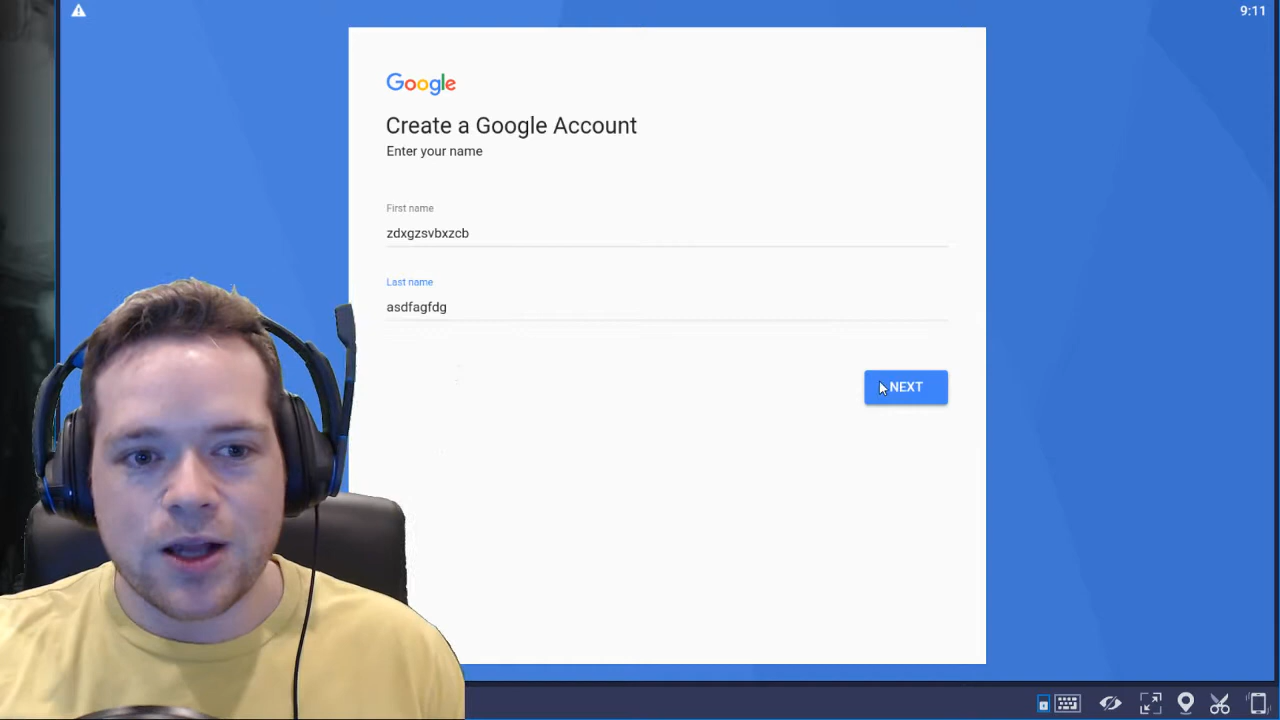 9:11
Google
Create a Google Account
Enter your name
First name
zdxgzsvbxzcb
Last name
asdfagfdg
NEXT